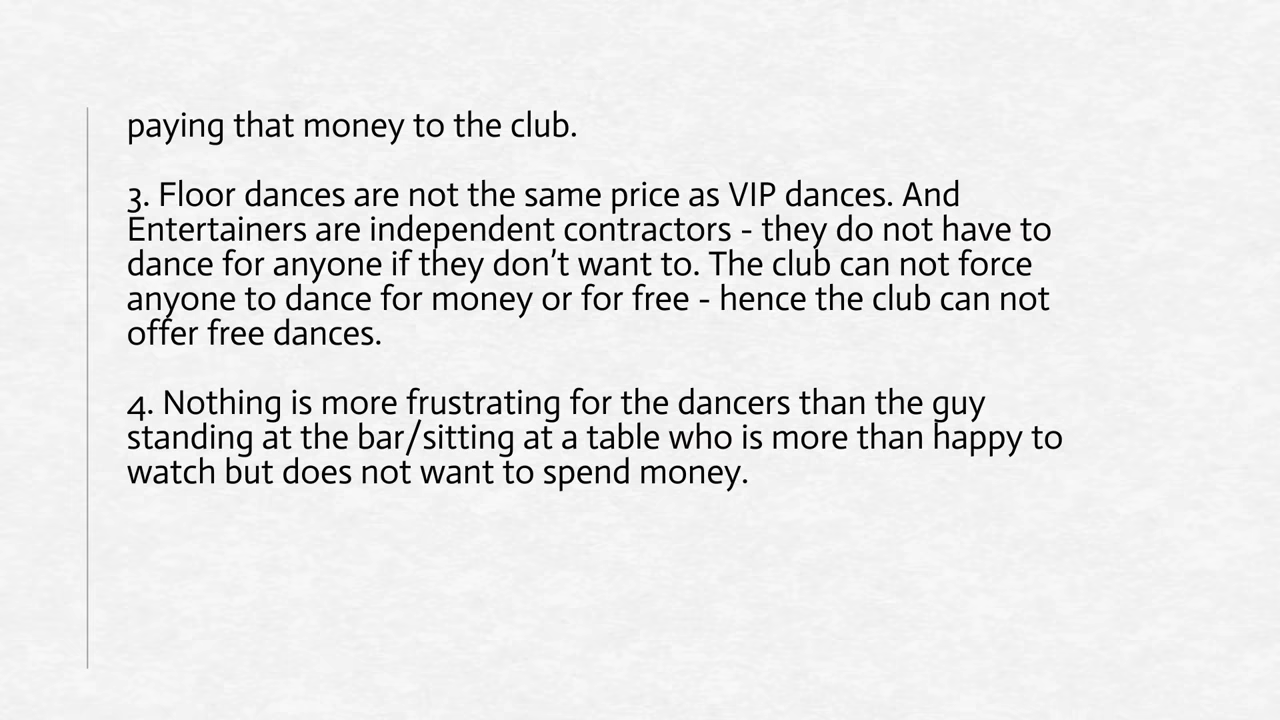 paying that money to the club.
3. Floor dances are not the same price as VIP dances. And
Entertainers are independent contractors - they do not have to
dance for anyone if they don’t want to. The club can not force
anyone to dance for money or for free - hence the club can not
offer free dances.
4. Nothing is more frustrating for the dancers than the guy
standing at the bar/sitting at a table who is more than happy to
watch but does not want to spend money.